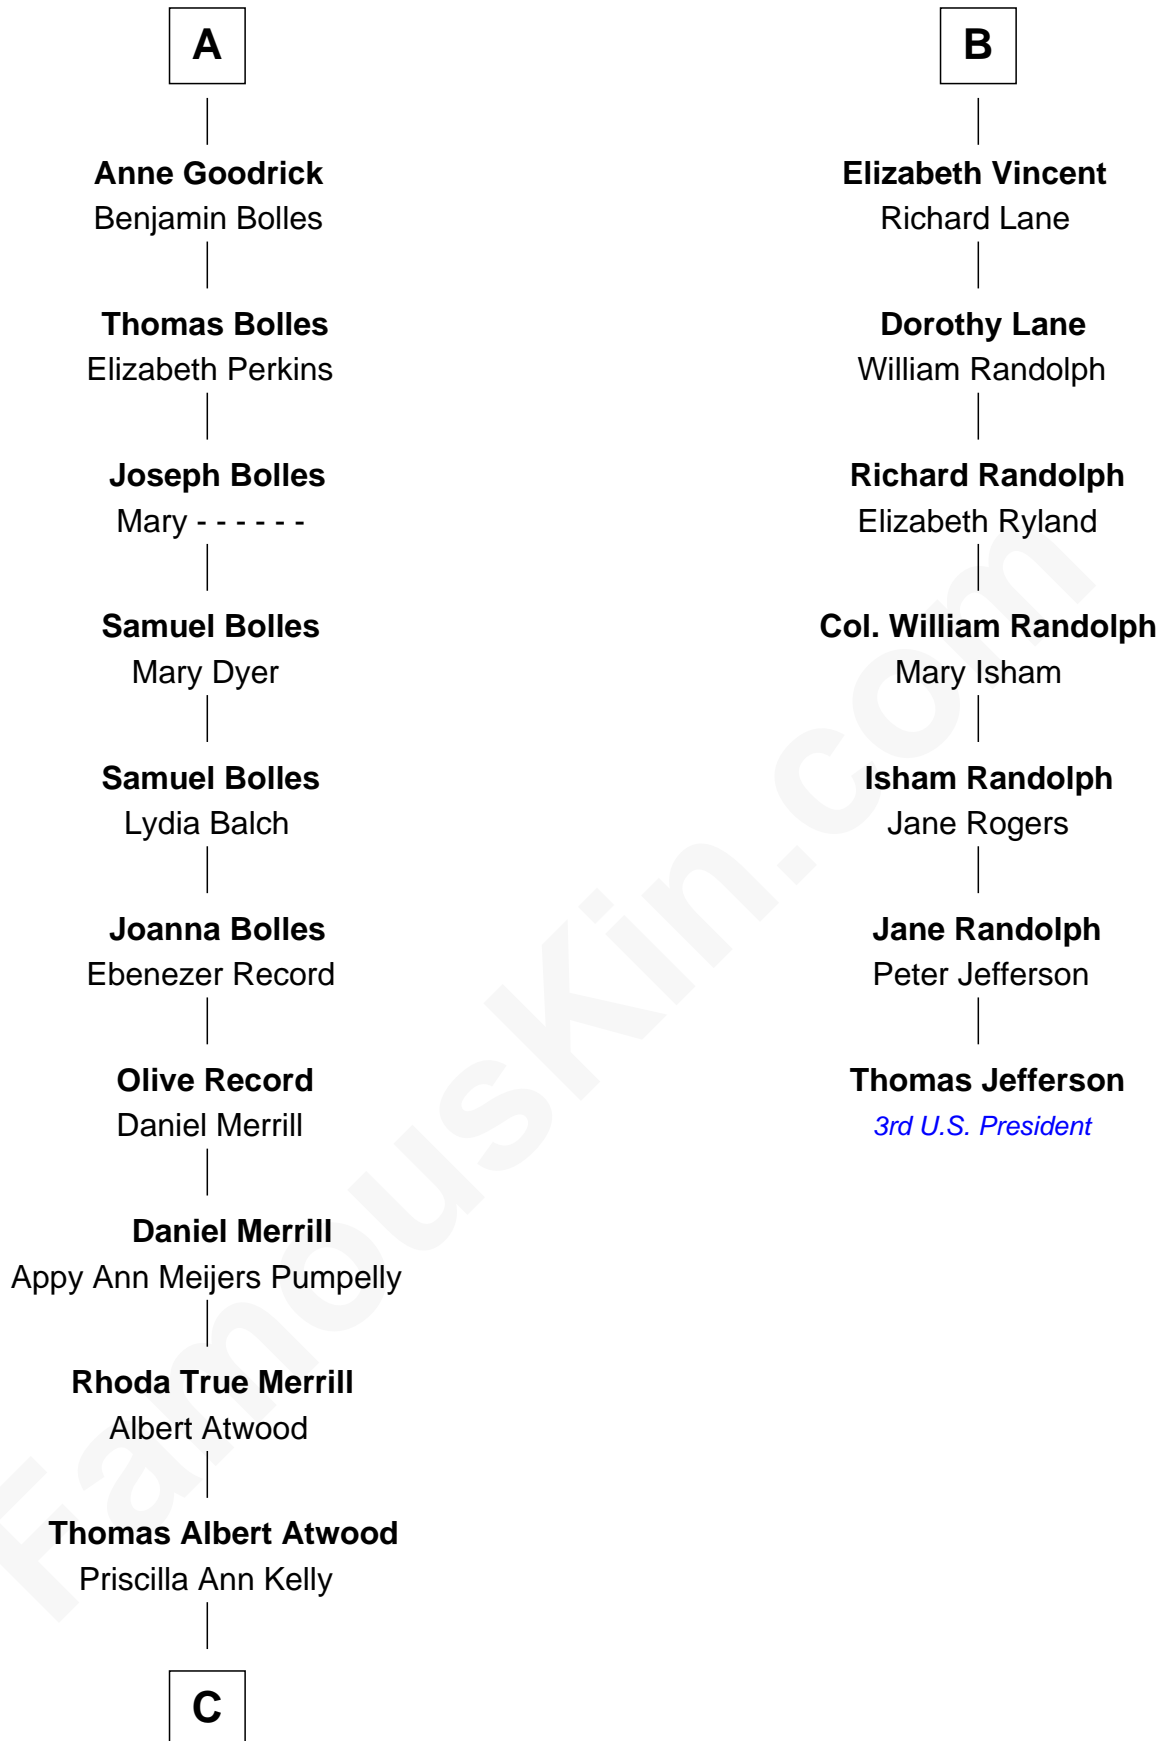 A
Anne Goodrick
Benjamin Bolles
Thomas Bolles
Elizabeth Perkins
Joseph Bolles
Mary - - - - - -
Samuel Bolles
Mary Dyer
Samuel Bolles
Lydia Balch
Joanna Bolles
Ebenezer Record
Olive Record
Daniel Merrill
Daniel Merrill
Appy Ann Meijers Pumpelly
Rhoda True Merrill
Albert Atwood
Thomas Albert Atwood
Priscilla Ann Kelly
C
B
Elizabeth Vincent
Richard Lane
Dorothy Lane
William Randolph
Richard Randolph
Elizabeth Ryland
Col. William Randolph
Mary Isham
Isham Randolph
Jane Rogers
Jane Randolph
Peter Jefferson
Thomas Jefferson
3rd U.S. President
FamousKin.com